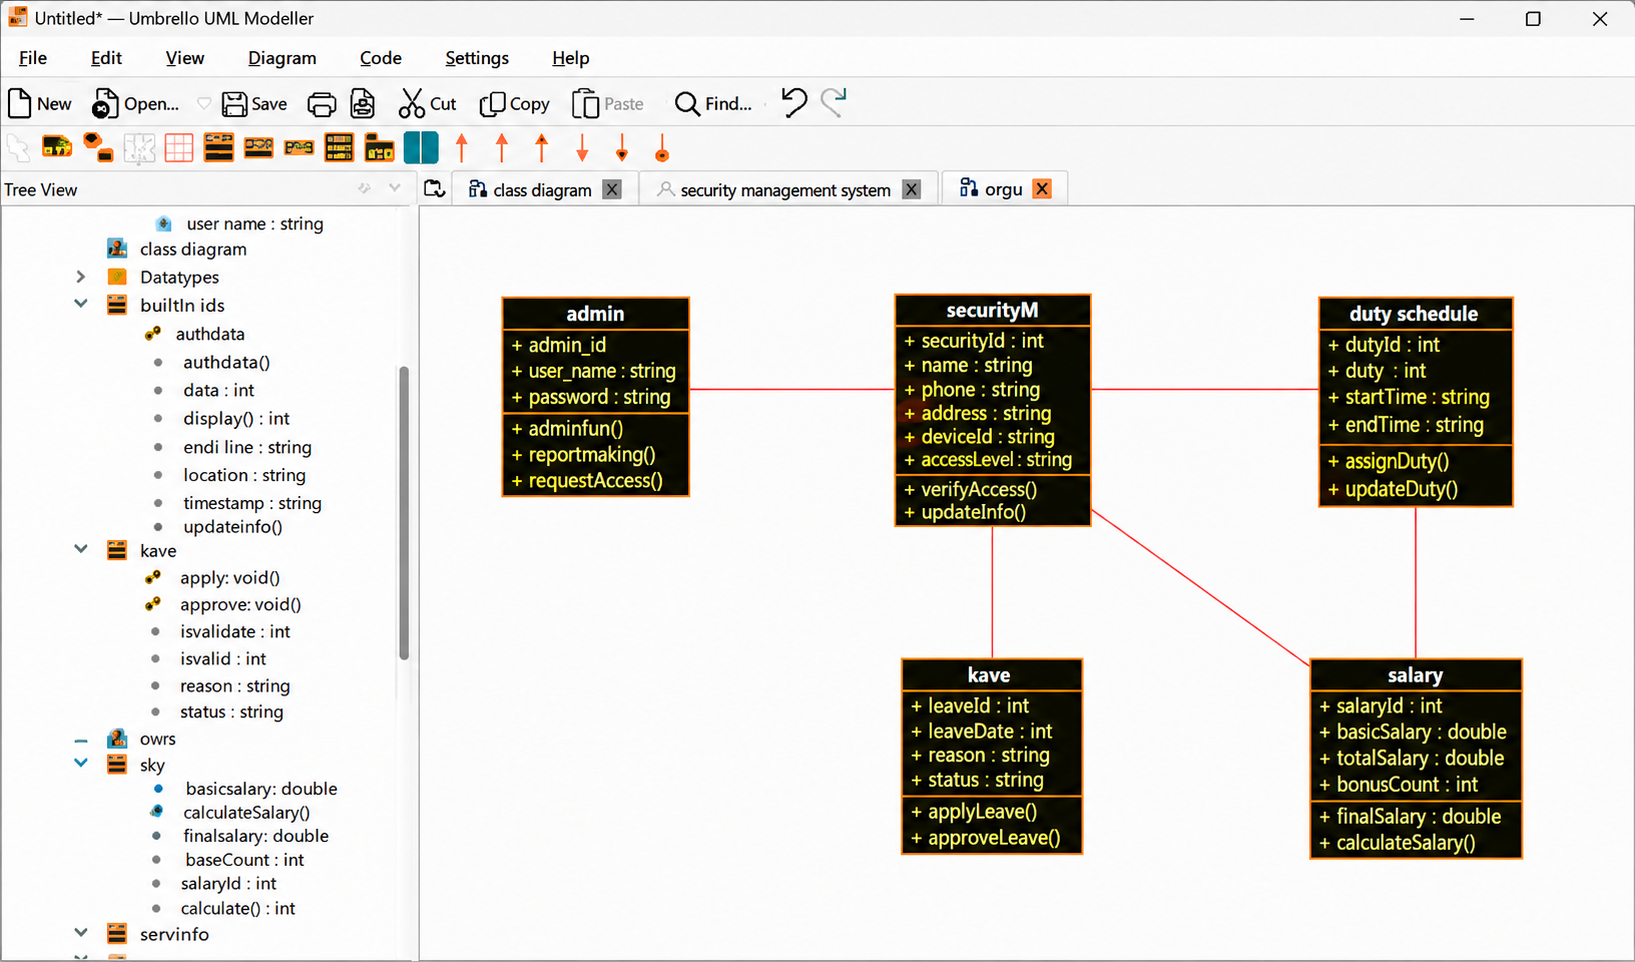 Untitled* — Umbrello UML Modeller
File Edit View Diagram Code Settings Help
New Open... Save Cut Copy Paste Find...
Tree View
class diagram security management system orgu
user name : string
class diagram
Datatypes
builtIn ids
authdata
authdata()
data : int
display() : int
endi line : string
location : string
timestamp : string
updateinfo()
kave
apply: void()
approve: void()
isvalidate : int
isvalid : int
reason : string
status : string
owrs
sky
basicsalary: double
calculateSalary()
finalsalary: double
baseCount : int
salaryId : int
calculate() : int
servinfo
admin
+ admin_id
+ user_name : string
+ password : string
+ adminfun()
+ reportmaking()
+ requestAccess()
securityM
+ securityId : int
+ name : string
+ phone : string
+ address : string
+ deviceId : string
+ accessLevel : string
+ verifyAccess()
+ updateInfo()
duty schedule
+ dutyId : int
+ duty : int
+ startTime : string
+ endTime : string
+ assignDuty()
+ updateDuty()
kave
+ leaveId : int
+ leaveDate : int
+ reason : string
+ status : string
+ applyLeave()
+ approveLeave()
salary
+ salaryId : int
+ basicSalary : double
+ totalSalary : double
+ bonusCount : int
+ finalSalary : double
+ calculateSalary()